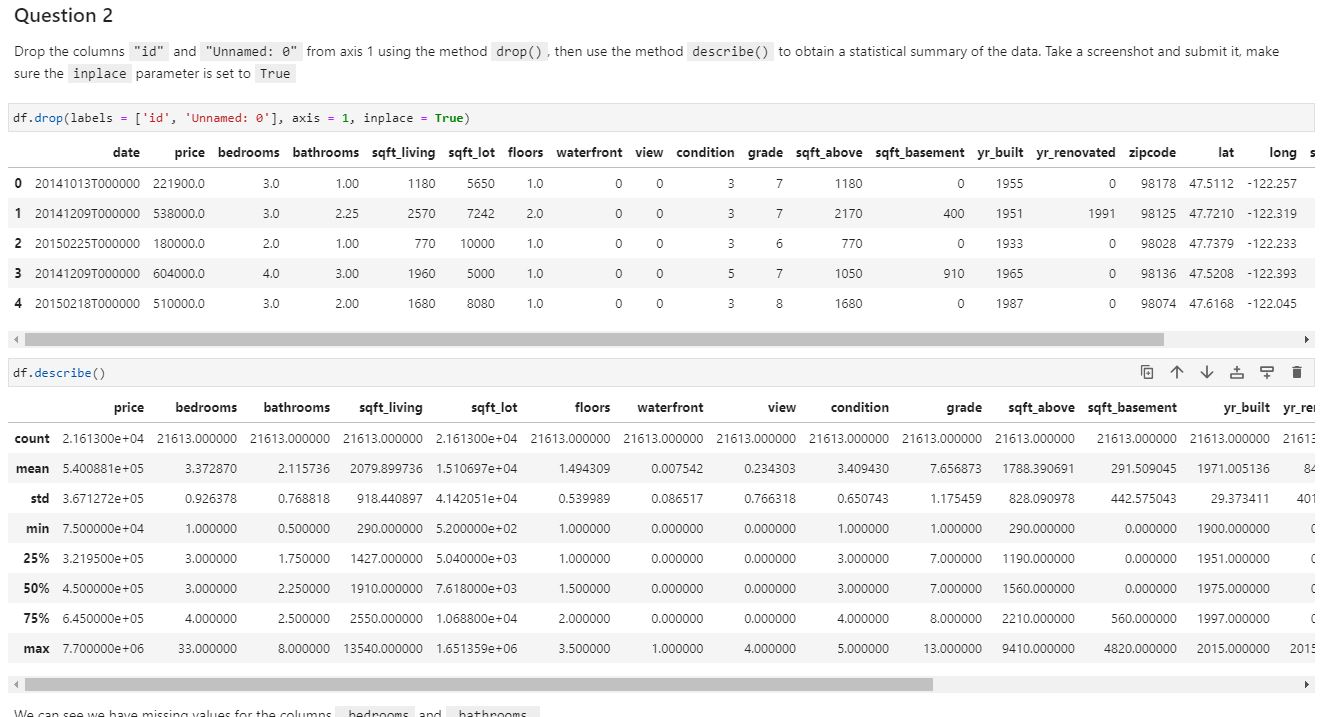 Question 2
Drop the columns "id" and "Unnamed: 0" from axis 1 using the method drop(), then use the method describe() to obtain a statistical summary of the data. Take a screenshot and submit it, make
sure the inplace parameter is set to True
df.drop(labels = ['id', 'Unnamed: 0'], axis = 1, inplace = True)
date price bedrooms bathrooms sqft_living sqft_lot floors waterfront view condition grade sqft_above sqft_basement yr_built yr_renovated zipcode lat long s
0 20141013T000000 221900.0 3.0 1.00 1180 5650 1.0 0 0 3 7 1180 0 1955 0 98178 47.5112 -122.257
1 20141209T000000 538000.0 3.0 2.25 2570 7242 2.0 0 0 3 7 2170 400 1951 1991 98125 47.7210 -122.319
2 20150225T000000 180000.0 2.0 1.00 770 10000 1.0 0 0 3 6 770 0 1933 0 98028 47.7379 -122.233
3 20141209T000000 604000.0 4.0 3.00 1960 5000 1.0 0 0 5 7 1050 910 1965 0 98136 47.5208 -122.393
4 20150218T000000 510000.0 3.0 2.00 1680 8080 1.0 0 0 3 8 1680 0 1987 0 98074 47.6168 -122.045
df.describe()
price bedrooms bathrooms sqft_living sqft_lot floors waterfront view condition grade sqft_above sqft_basement yr_built yr_re
count 2.161300e+04 21613.000000 21613.000000 21613.000000 2.161300e+04 21613.000000 21613.000000 21613.000000 21613.000000 21613.000000 21613.000000 21613.000000 21613.000000 21613
mean 5.400881e+05 3.372870 2.115736 2079.899736 1.510697e+04 1.494309 0.007542 0.234303 3.409430 7.656873 1788.390691 291.509045 1971.005136 84
std 3.671272e+05 0.926378 0.768818 918.440897 4.142051e+04 0.539989 0.086517 0.766318 0.650743 1.175459 828.090978 442.575043 29.373411 401
min 7.500000e+04 1.000000 0.500000 290.000000 5.200000e+02 1.000000 0.000000 0.000000 1.000000 1.000000 290.000000 0.000000 1900.000000 0
25% 3.219500e+05 3.000000 1.750000 1427.000000 5.040000e+03 1.000000 0.000000 0.000000 3.000000 7.000000 1190.000000 0.000000 1951.000000 0
50% 4.500000e+05 3.000000 2.250000 1910.000000 7.618000e+03 1.500000 0.000000 0.000000 3.000000 7.000000 1560.000000 0.000000 1975.000000 0
75% 6.450000e+05 4.000000 2.500000 2550.000000 1.068800e+04 2.000000 0.000000 0.000000 4.000000 8.000000 2210.000000 560.000000 1997.000000 0
max 7.700000e+06 33.000000 8.000000 13540.000000 1.651359e+06 3.500000 1.000000 4.000000 5.000000 13.000000 9410.000000 4820.000000 2015.000000 2015
We can see we have missing values for the columns bedrooms and bathrooms